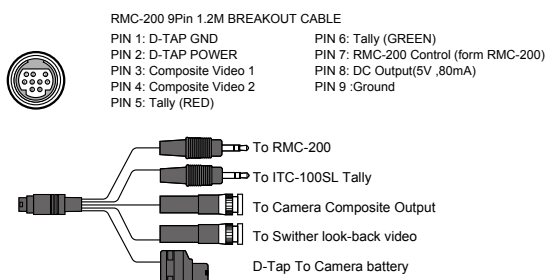 RMC-200 9Pin 1.2M BREAKOUT CABLE
PIN 1: D-TAP GND
PIN 2: D-TAP POWER
PIN 3: Composite Video 1
PIN 4: Composite Video 2
PIN 5: Tally (RED)
PIN 6: Tally (GREEN)
PIN 7: RMC-200 Control (form RMC-200)
PIN 8: DC Output(5V ,80mA)
PIN 9 :Ground
To RMC-200
To ITC-100SL Tally
To Camera Composite Output
To Swither look-back video
D-Tap To Camera battery